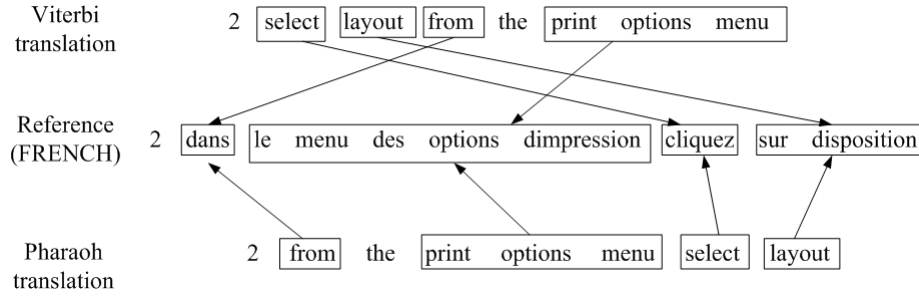 Viterbi translation
2 select layout from the print options menu
Reference (FRENCH)
2 dans le menu des options dimpression cliquez sur disposition
Pharaoh translation
2 from the print options menu select layout